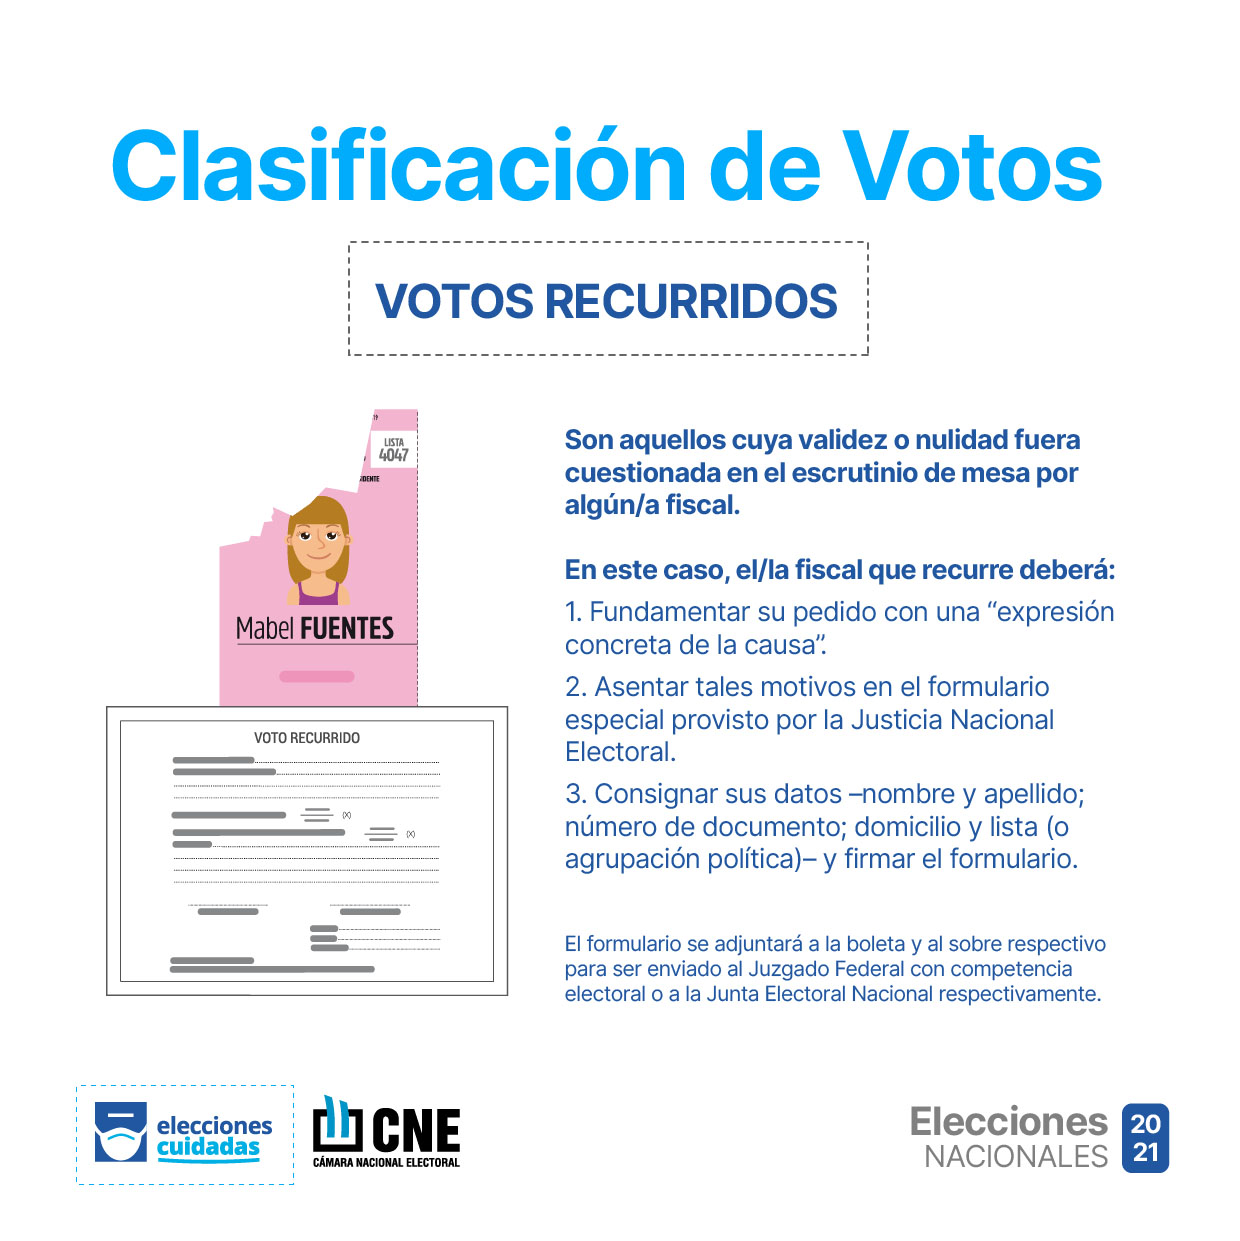 Clasificación de Votos
VOTOS RECURRIDOS
LISTA
4047
Mabel FUENTES
VOTO RECURRIDO
(X)
(X)
Son aquellos cuya validez o nulidad fuera
cuestionada en el escrutinio de mesa por
algún/a fiscal.
En este caso, el/la fiscal que recurre deberá:
1. Fundamentar su pedido con una “expresión
concreta de la causa”.
2. Asentar tales motivos en el formulario
especial provisto por la Justicia Nacional
Electoral.
3. Consignar sus datos –nombre y apellido;
número de documento; domicilio y lista (o
agrupación política)– y firmar el formulario.
El formulario se adjuntará a la boleta y al sobre respectivo
para ser enviado al Juzgado Federal con competencia
electoral o a la Junta Electoral Nacional respectivamente.
elecciones
cuidadas
CNE
CÁMARA NACIONAL ELECTORAL
Elecciones
NACIONALES
20
21